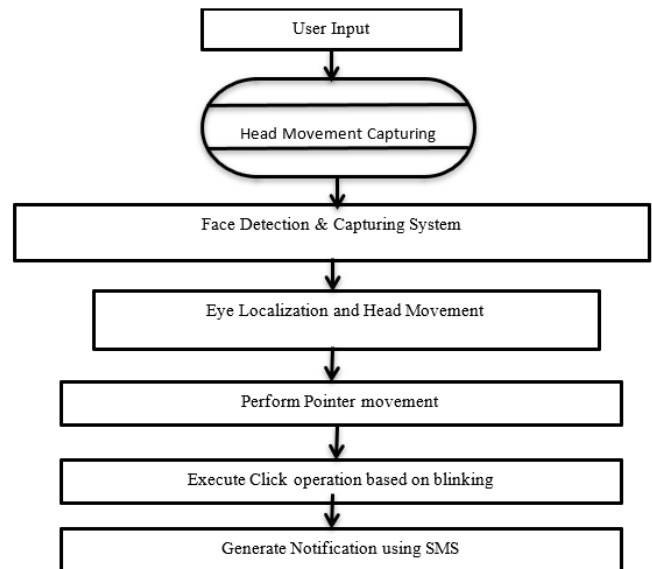 User Input
Head Movement Capturing
Face Detection & Capturing System
Eye Localization and Head Movement
Perform Pointer movement
Execute Click operation based on blinking
Generate Notification using SMS